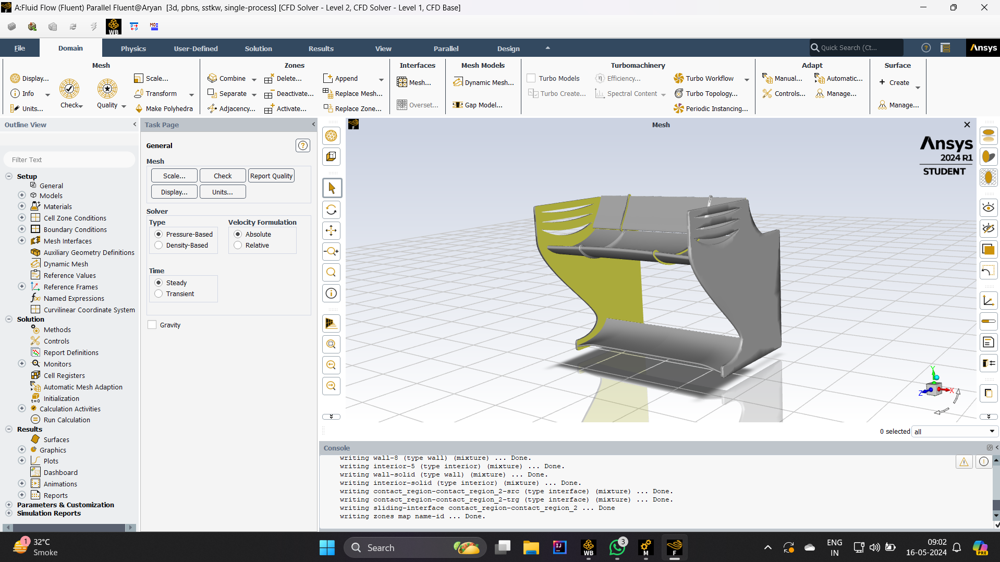 A:Fluid Flow (Fluent) Parallel Fluent@Aryan [3d, pbns, sstkw, single-process] [CFD Solver - Level 2, CFD Solver - Level 1, CFD Base]
WB
File Domain Physics User-Defined Solution Results View Parallel Design Quick Search (Ct... Ansys
Mesh Zones Interfaces Mesh Models Turbomachinery Adapt Surface
Display... Scale... Combine Delete... Append Mesh... Dynamic Mesh... Turbo Models Efficiency... Turbo Workflow Manual... Automatic... Create
Info Check Quality Transform Separate Deactivate... Replace Mesh... Turbo Create... Spectral Content Turbo Topology... Controls... Manage...
Units... Make Polyhedra Adjacency... Activate... Replace Zone... Overset... Gap Model... Periodic Instancing... Manage...
Outline View
Filter Text
Setup
General
Models
Materials
Cell Zone Conditions
Boundary Conditions
Mesh Interfaces
Auxiliary Geometry Definitions
Dynamic Mesh
Reference Values
Reference Frames
Named Expressions
Curvilinear Coordinate System
Solution
Methods
Controls
Report Definitions
Monitors
Cell Registers
Automatic Mesh Adaption
Initialization
Calculation Activities
Run Calculation
Results
Surfaces
Graphics
Plots
Dashboard
Animations
Reports
Parameters & Customization
Simulation Reports
Task Page
General
Mesh
Scale... Check Report Quality
Display... Units...
Solver
Type Velocity Formulation
Pressure-Based Absolute
Density-Based Relative
Time
Steady
Transient
Gravity
Mesh
Ansys
2024 R1
STUDENT
Y
Z X
0 selected all
Console
writing wall-8 (type wall) (mixture) ... Done.
writing interior-5 (type interior) (mixture) ... Done.
writing wall-solid (type wall) (mixture) ... Done.
writing interior-solid (type interior) (mixture) ... Done.
writing contact_region-contact_region_2-src (type interface) (mixture) ... Done.
writing contact_region-contact_region_2-trg (type interface) (mixture) ... Done.
writing sliding-interface contact_region-contact_region_2 ... Done
writing zones map name-id ... Done.
1 32°C
Smoke
Search
IJ
WB
3
M
F
ENG
IN
09:02
16-05-2024
PRE